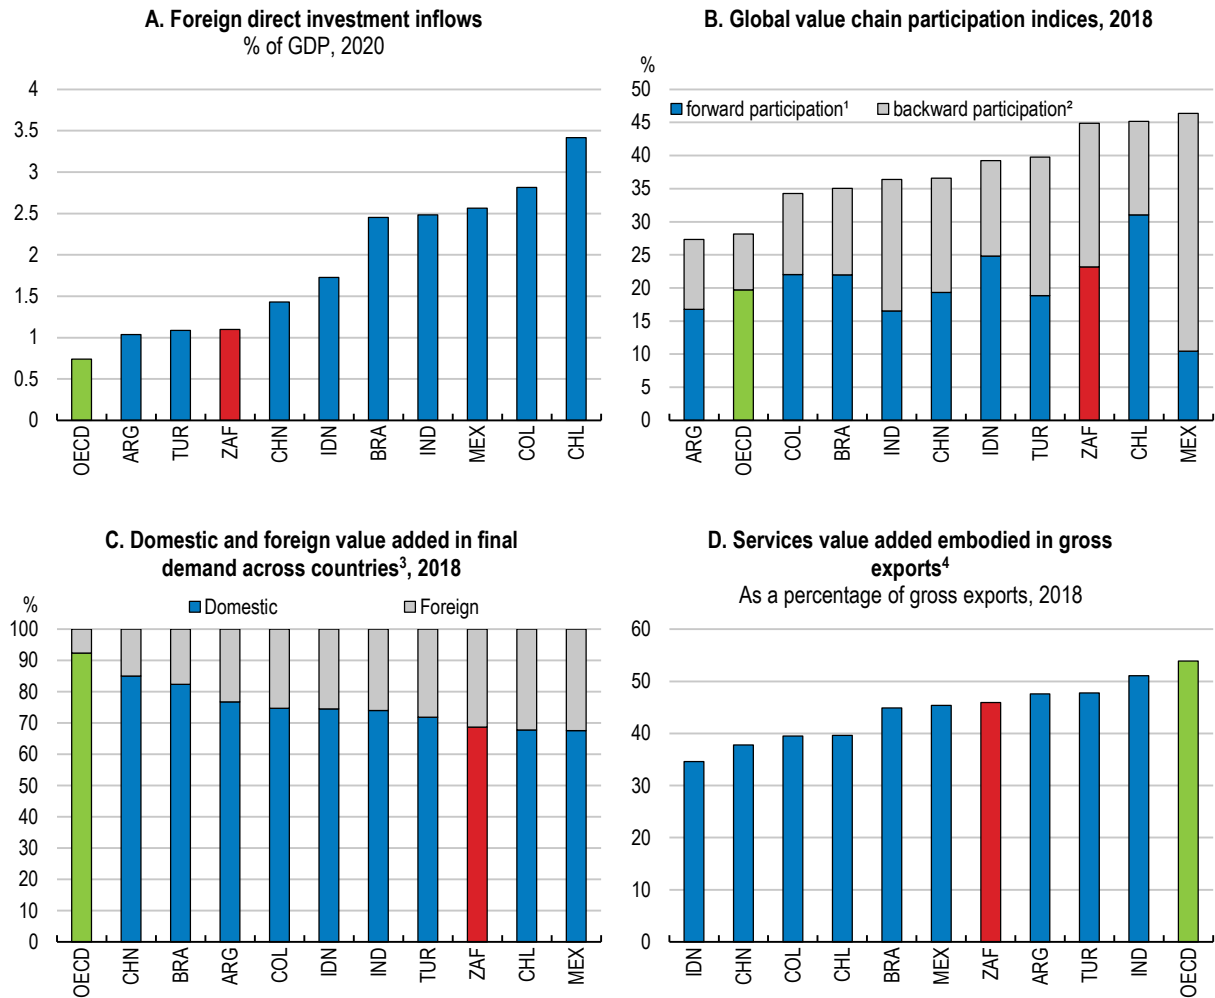 A. Foreign direct investment inflows
% of GDP, 2020
4
3.5
3
2.5
2
1.5
1
0.5
0
OECD
ARG
TUR
ZAF
CHN
IDN
BRA
IND
MEX
COL
CHL
B. Global value chain participation indices, 2018
%
50
45
40
35
30
25
20
15
10
5
0
forward participation¹
backward participation²
ARG
OECD
COL
BRA
IND
CHN
IDN
TUR
ZAF
CHL
MEX
C. Domestic and foreign value added in final
demand across countries³, 2018
%
Domestic
Foreign
100
90
80
70
60
50
40
30
20
10
0
OECD
CHN
BRA
ARG
COL
IDN
IND
TUR
ZAF
CHL
MEX
D. Services value added embodied in gross
exports⁴
As a percentage of gross exports, 2018
60
50
40
30
20
10
0
IDN
CHN
COL
CHL
BRA
MEX
ZAF
ARG
TUR
IND
OECD